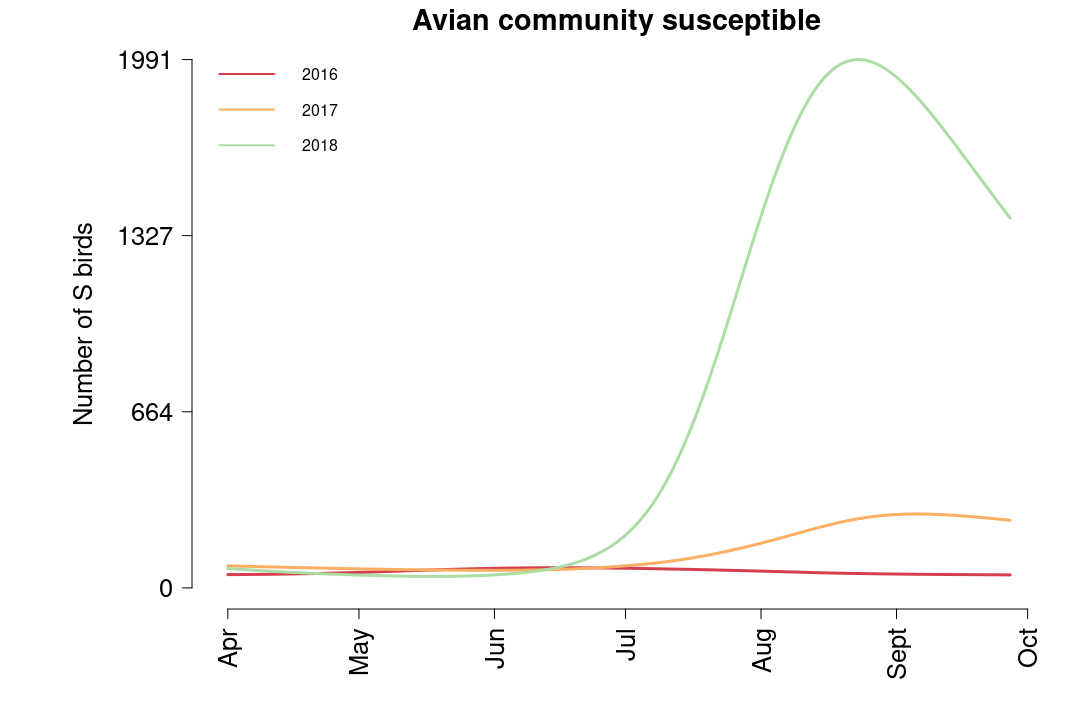 Avian community susceptible
1991
1327
664
0
Number of S birds
2016
2017
2018
Apr
May
Jun
Jul
Aug
Sept
Oct